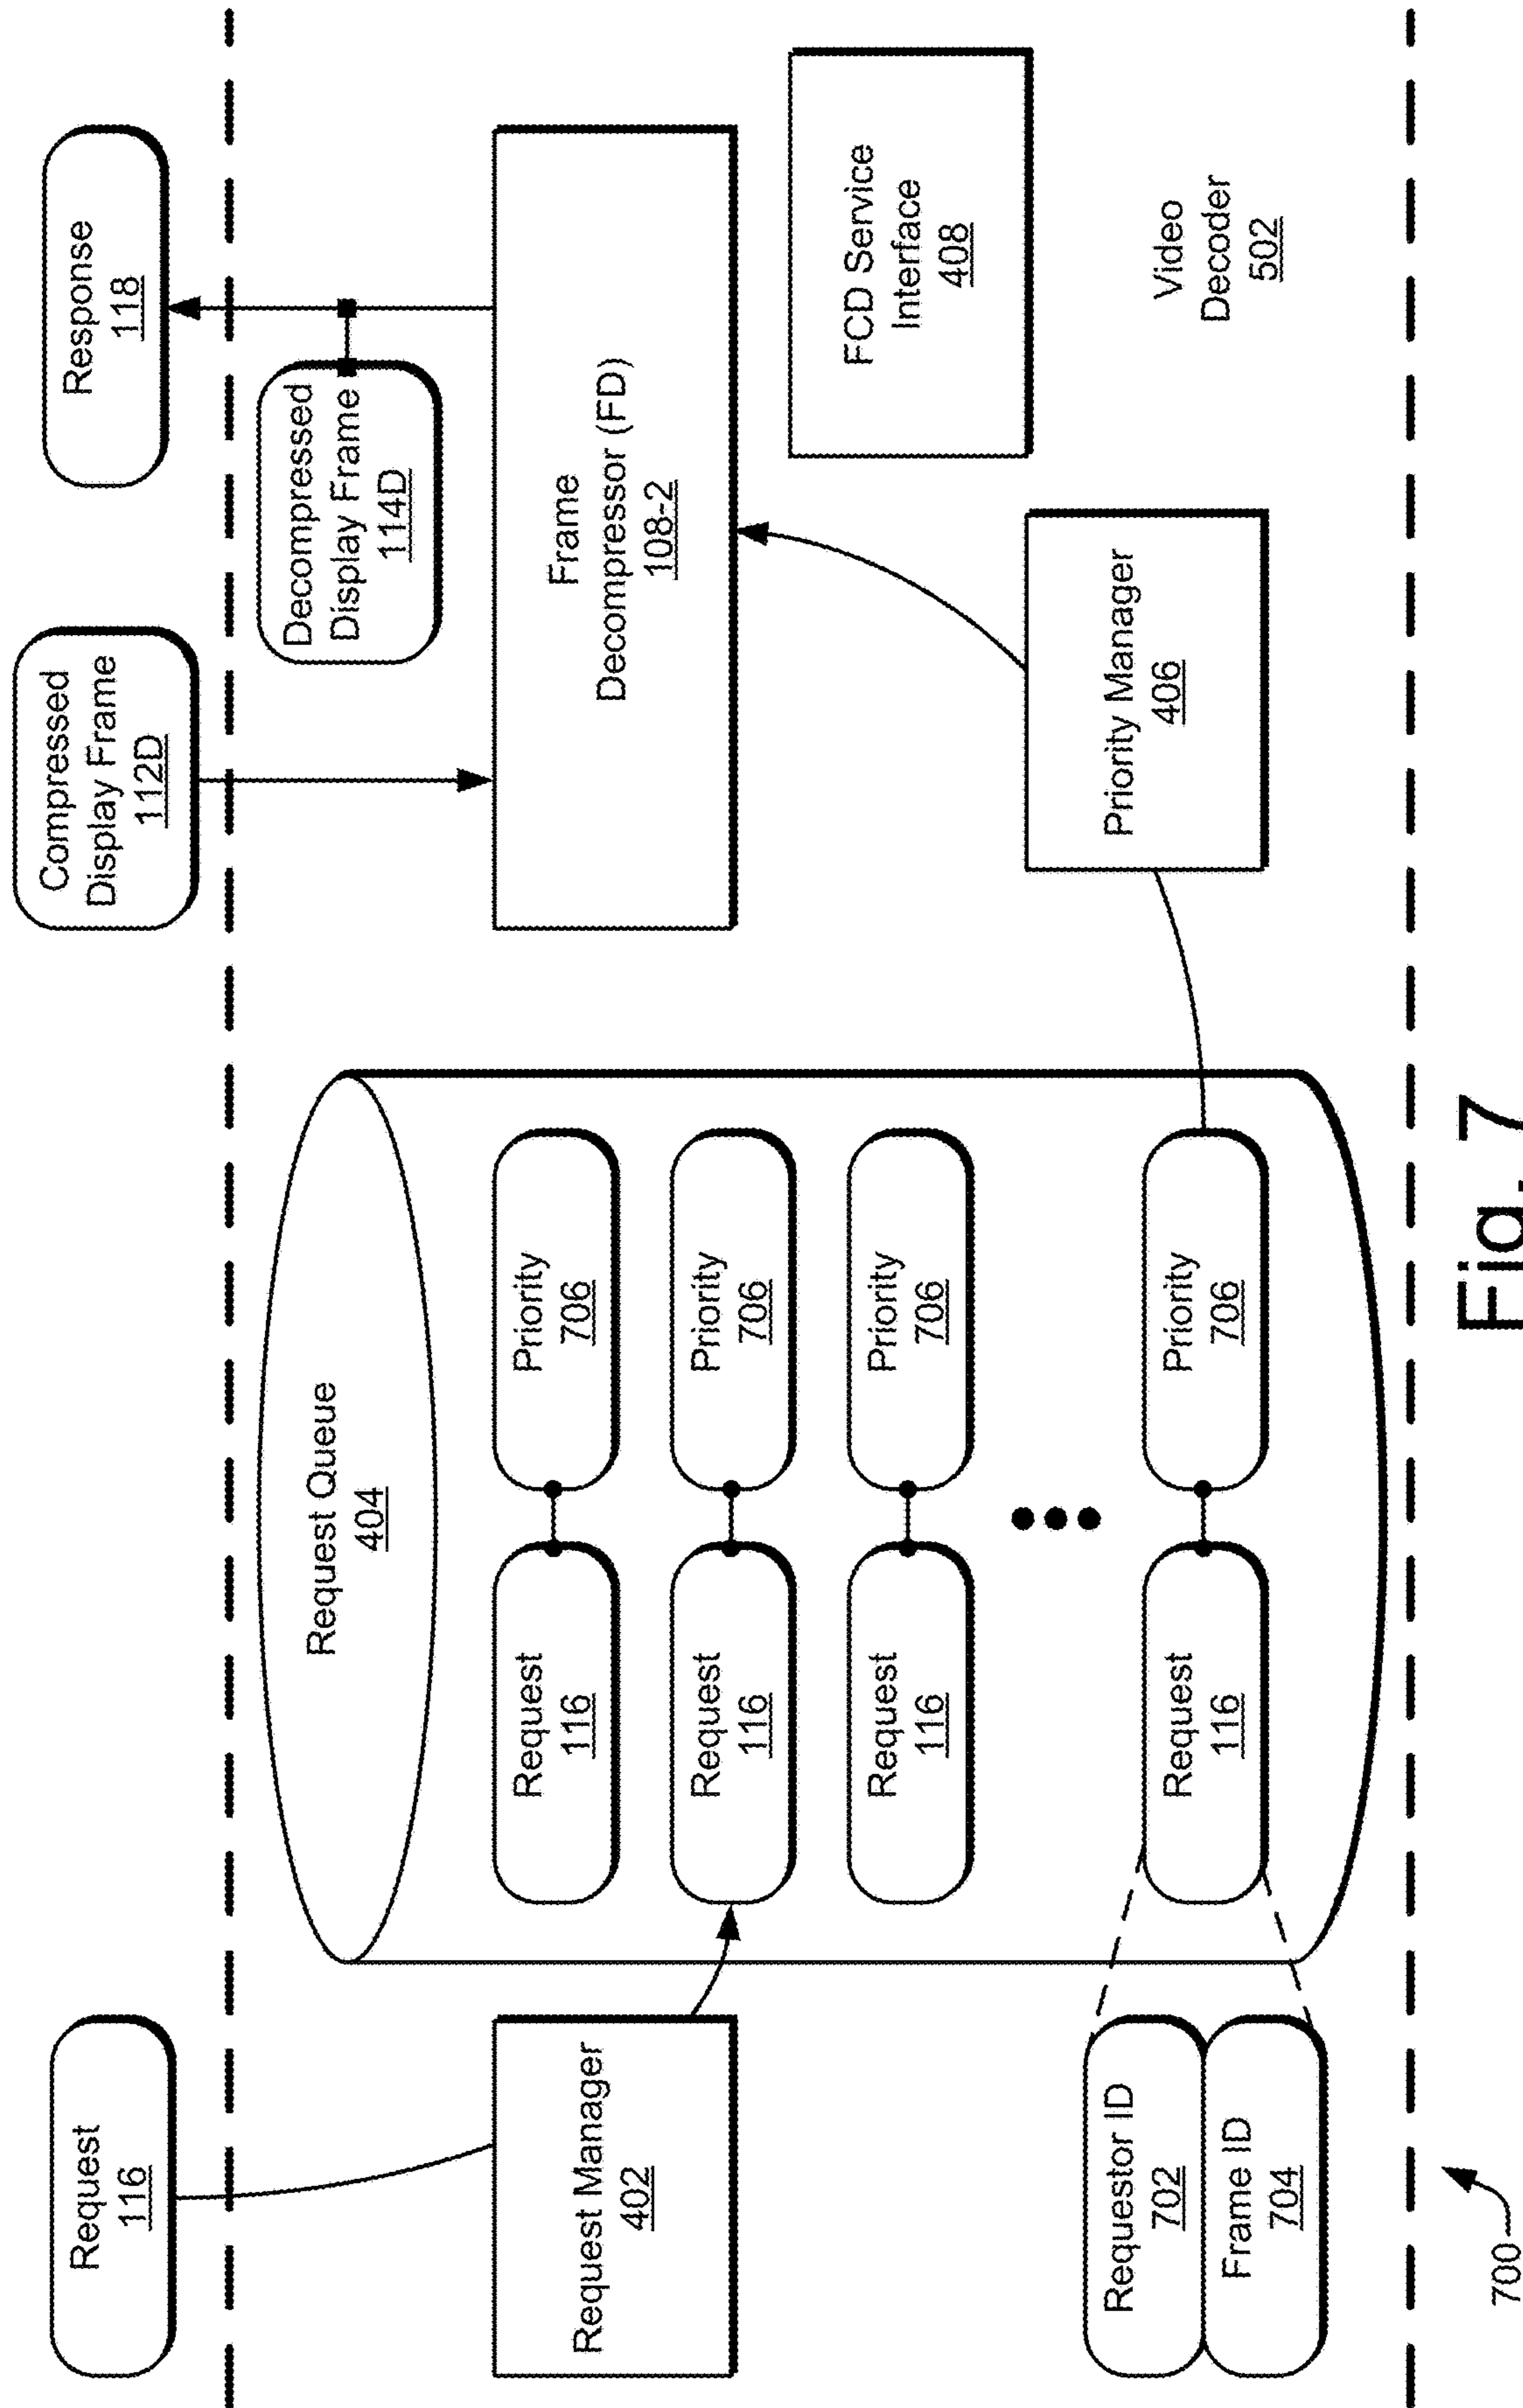 Request
116
Compressed
Display Frame
112D
Response
118
Request Queue
404
Decompressed
Display Frame
114D
Request Manager
402
Request
116
Priority
706
Request
116
Priority
706
Request
116
Priority
706
Request
116
Priority
706
Frame
Decompressor (FD)
108-2
FCD Service
Interface
408
Priority Manager
406
Video
Decoder
502
Requestor ID
702
Frame ID
704
700
Fig. 7